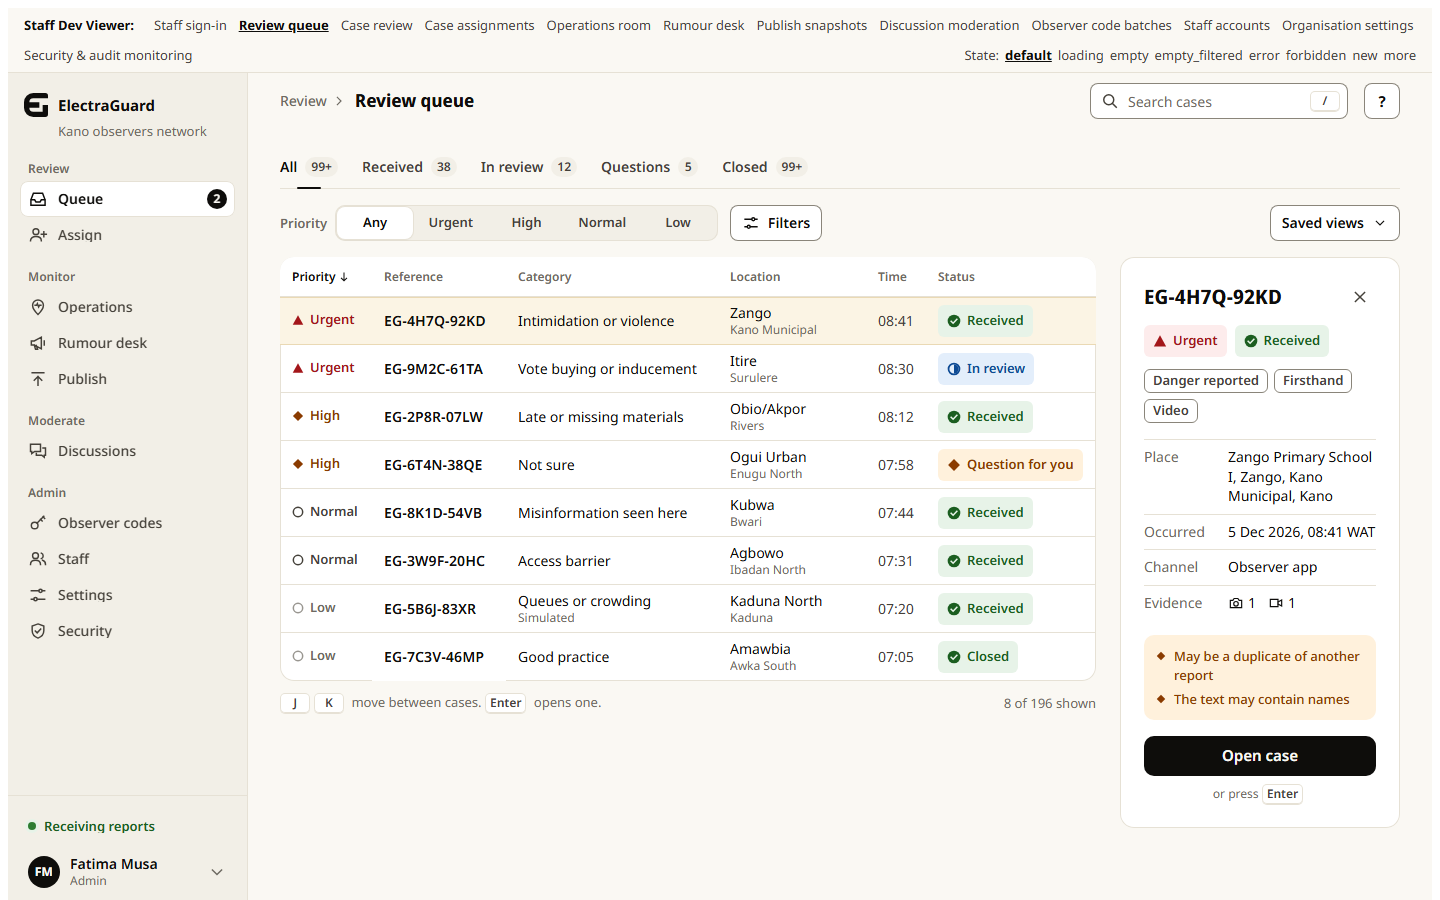 Staff Dev Viewer: Staff sign-in Review queue Case review Case assignments Operations room Rumour desk Publish snapshots Discussion moderation Observer code batches Staff accounts Organisation settings
Security & audit monitoring State: default loading empty empty_filtered error forbidden new more
ElectraGuard
Kano observers network
Review
Queue 2
Assign
Monitor
Operations
Rumour desk
Publish
Moderate
Discussions
Admin
Observer codes
Staff
Settings
Security
Receiving reports
FM Fatima Musa
Admin
Review Review queue
Search cases / ?
All 99+ Received 38 In review 12 Questions 5 Closed 99+
Priority Any Urgent High Normal Low Filters Saved views
Priority ↓ Reference Category Location Time Status
Urgent EG-4H7Q-92KD Intimidation or violence Zango 08:41 Received
Kano Municipal
Urgent EG-9M2C-61TA Vote buying or inducement Itire 08:30 In review
Surulere
High EG-2P8R-07LW Late or missing materials Obio/Akpor 08:12 Received
Rivers
High EG-6T4N-38QE Not sure Ogui Urban 07:58 Question for you
Enugu North
Normal EG-8K1D-54VB Misinformation seen here Kubwa 07:44 Received
Bwari
Normal EG-3W9F-20HC Access barrier Agbowo 07:31 Received
Ibadan North
Low EG-5B6J-83XR Queues or crowding Kaduna North 07:20 Received
Simulated Kaduna
Low EG-7C3V-46MP Good practice Amawbia 07:05 Closed
Awka South
J K move between cases. Enter opens one. 8 of 196 shown
EG-4H7Q-92KD
Urgent Received
Danger reported Firsthand
Video
Place Zango Primary School
I, Zango, Kano
Municipal, Kano
Occurred 5 Dec 2026, 08:41 WAT
Channel Observer app
Evidence 1 1
May be a duplicate of another
report
The text may contain names
Open case
or press Enter